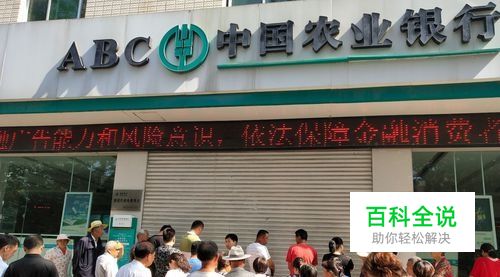 ABC 中国农业银行
融广告能力和风险意识，依法保障金融消费者
百科全说
助你轻松解决